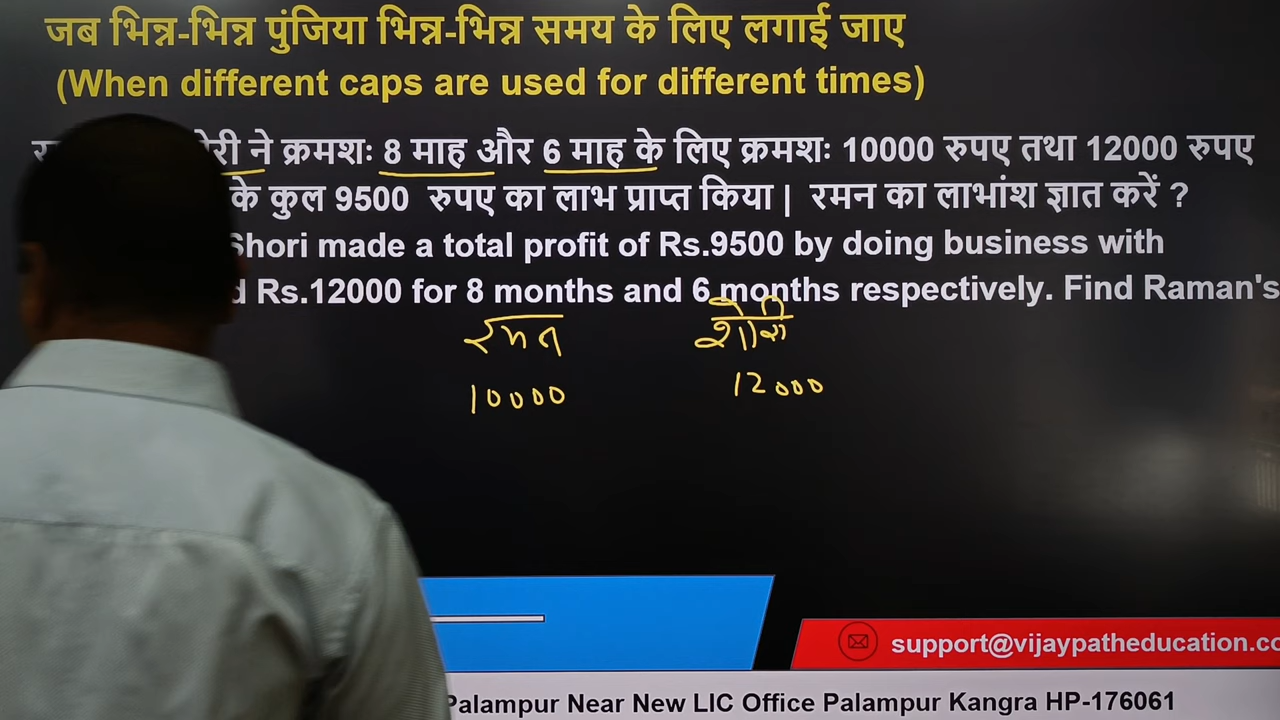 जब भिन्न-भिन्न पुंजिया भिन्न-भिन्न समय के लिए लगाई जाए
(When different caps are used for different times)
ने क्रमशः 8 माह और 6 माह के लिए क्रमशः 10000 रुपए तथा 12000 रुपए
के कुल 9500 रुपए का लाभ प्राप्त किया | रमन का लाभांश ज्ञात करें ?
Shori made a total profit of Rs.9500 by doing business with
Rs.12000 for 8 months and 6 months respectively. Find Raman's
रमन शोरी
10000 12000
support@vijaypatheducation.co
Palampur Near New LIC Office Palampur Kangra HP-176061